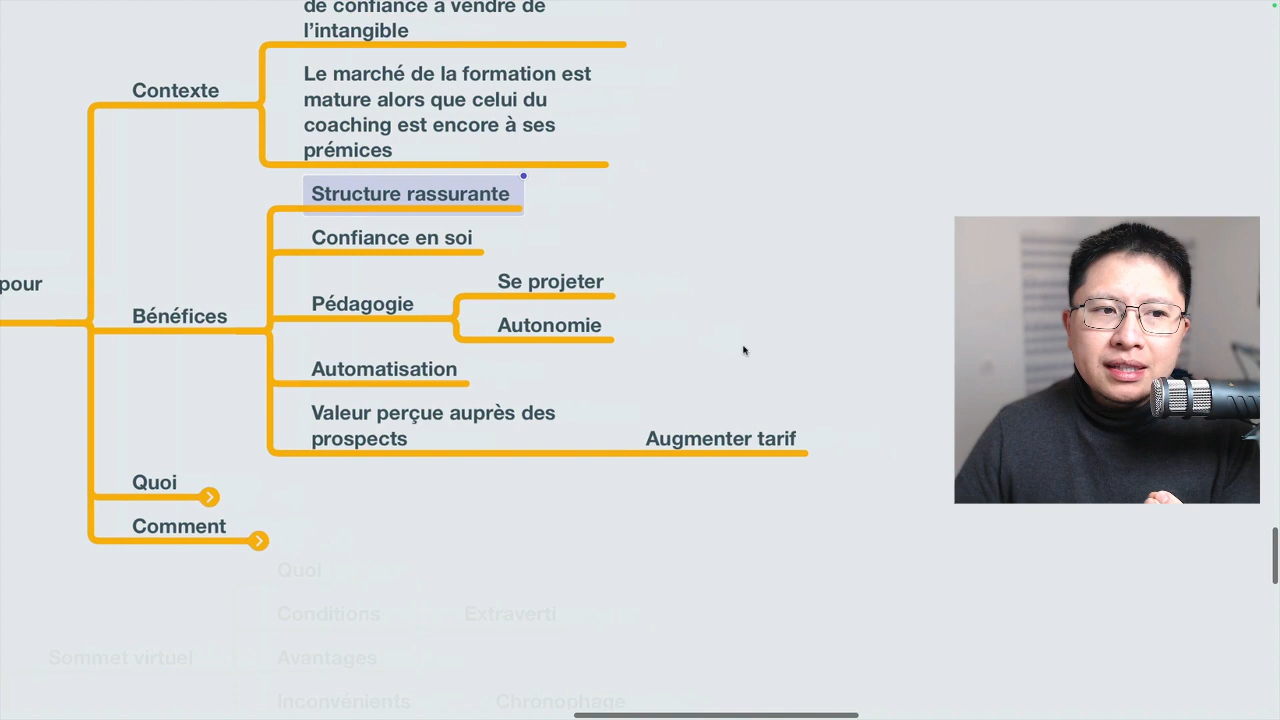 de confiance à vendre de
l’intangible
Contexte
Le marché de la formation est
mature alors que celui du
coaching est encore à ses
prémices
Structure rassurante
Confiance en soi
pour
Se projeter
Pédagogie
Bénéfices
Autonomie
Automatisation
Valeur perçue auprès des
prospects
Augmenter tarif
Quoi
Comment
Quoi
Conditions
Extraverti
Sommet virtuel
Avantages
Inconvénients
Chronophage